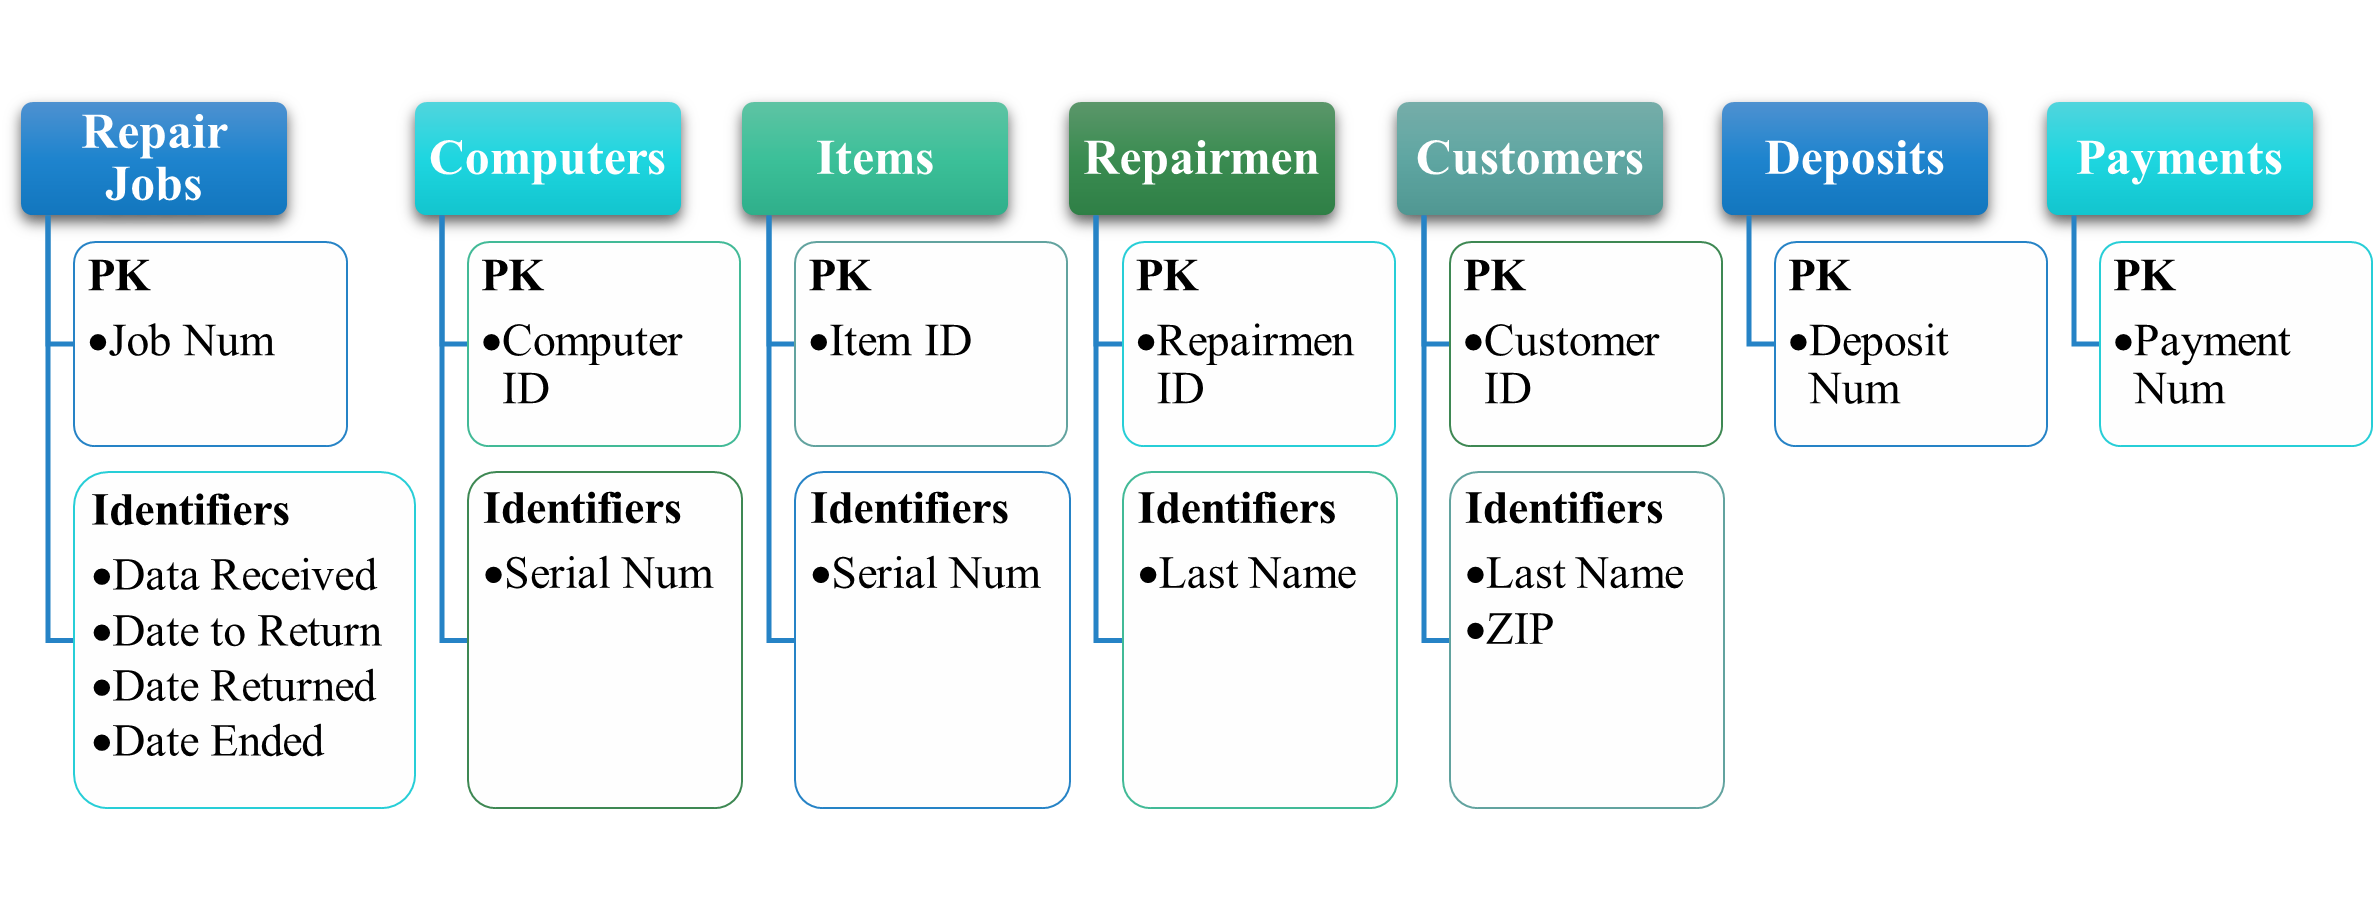 Repair
Jobs
PK
•Job Num
Identifiers
•Data Received
•Date to Return
•Date Returned
•Date Ended
Computers
PK
•Computer
ID
Identifiers
•Serial Num
Items
PK
•Item ID
Identifiers
•Serial Num
Repairmen
PK
•Repairmen
ID
Identifiers
•Last Name
Customers
PK
•Customer
ID
Identifiers
•Last Name
•ZIP
Deposits
PK
•Deposit
Num
Payments
PK
•Payment
Num